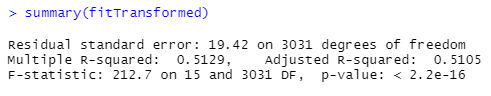 > summary(fitTransformed)
Residual standard error: 19.42 on 3031 degrees of freedom
Multiple R-squared:  0.5129,    Adjusted R-squared:  0.5105
F-statistic: 212.7 on 15 and 3031 DF,  p-value: < 2.2e-16